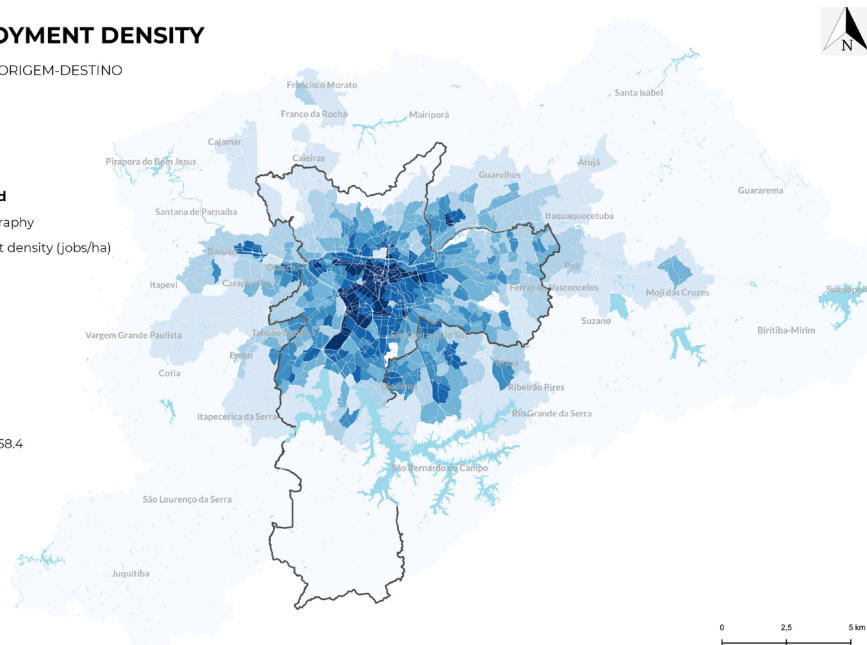 OYMENT DENSITY
ORIGEM-DESTINO
N
Francisco Morato
Santa Isabel
Franco da Rocha
Mairiporã
Cajamar
Caieiras
Pirapora do Bom Jesus
Arujá
Guarulhos
Guararema
d
raphy
Santana de Parnaíba
Itaquaquecetuba
t density (jobs/ha)
Barueri
Poá
Itapevi
Carapicuíba
Ferraz de Vasconcelos
Moji das Cruzes
Salesópolis
Suzano
Biritiba-Mirim
Vargem Grande Paulista
Taboão da Serra
Embu
Cotia
Diadema
Ribeirão Pires
Rio Grande da Serra
Itapecerica da Serra
58.4
São Bernardo do Campo
São Lourenço da Serra
Juquitiba
0 2,5 5 km